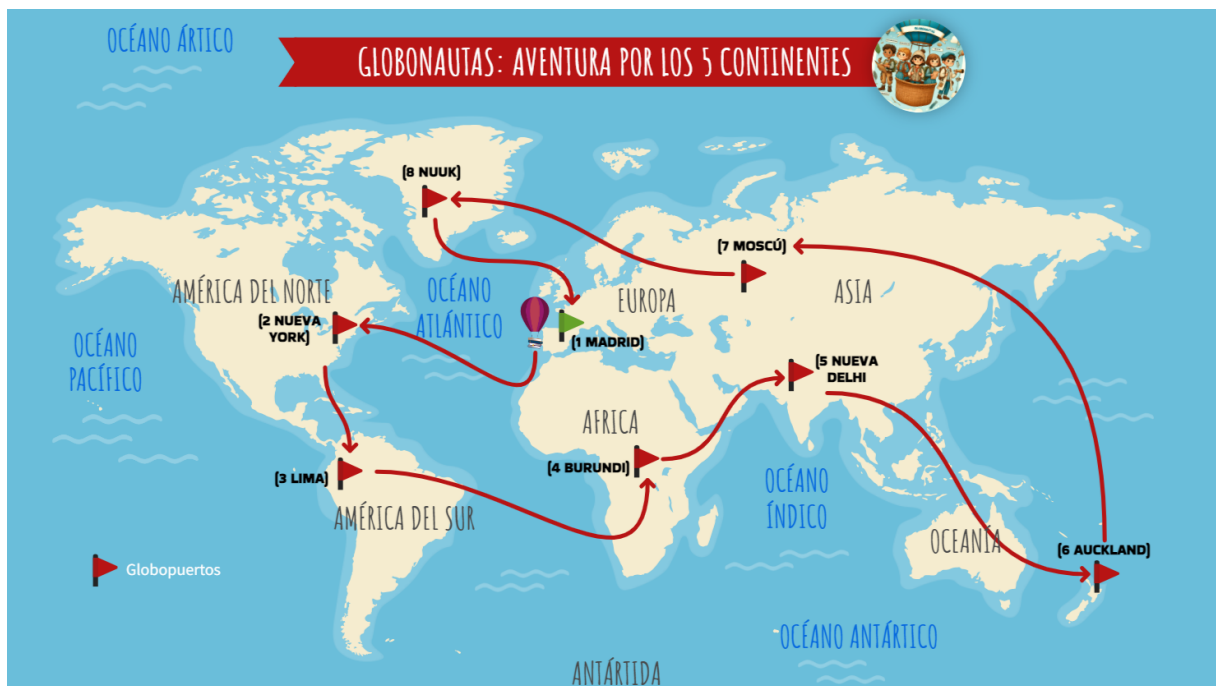 OCÉANO ÁRTICO
GLOBONAUTAS: AVENTURA POR LOS 5 CONTINENTES
(8 NUUK)
(7 MOSCÚ)
AMÉRICA DEL NORTE
OCÉANO
ATLÁNTICO
EUROPA
ASIA
(2 NUEVA
YORK)
(1 MADRID)
OCÉANO
PACÍFICO
(5 NUEVA
DELHI
AFRICA
(4 BURUNDI)
(3 LIMA)
OCÉANO
ÍNDICO
AMÉRICA DEL SUR
OCEANÍA
(6 AUCKLAND)
Globopuertos
OCÉANO ANTÁRTICO
ANTÁRTIDA